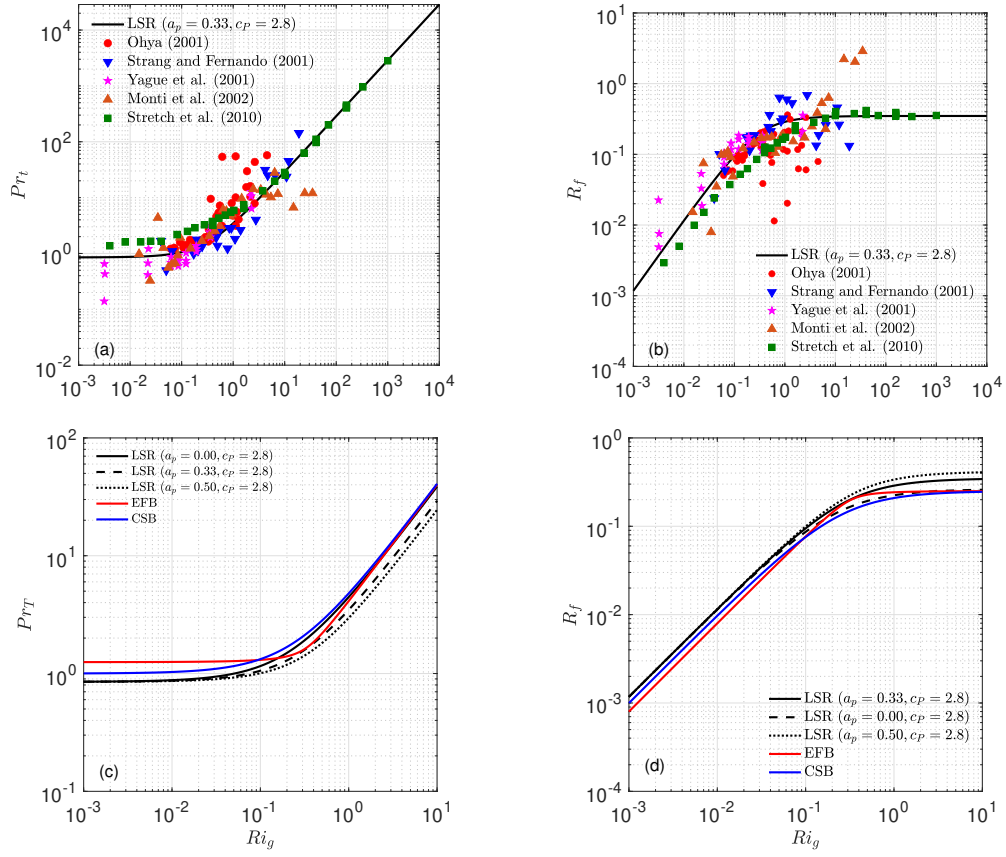 Pr_t
10^4
10^2
10^0
10^-2
10^-3
10^-2
10^-1
10^0
10^1
10^2
10^3
10^4
LSR (a_p = 0.33, c_P = 2.8)
Ohya (2001)
Strang and Fernando (2001)
Yague et al. (2001)
Monti et al. (2002)
Stretch et al. (2010)
(a)
R_f
10^1
10^0
10^-1
10^-2
10^-3
10^-4
10^-3
10^-2
10^-1
10^0
10^1
10^2
10^3
10^4
LSR (a_p = 0.33, c_P = 2.8)
Ohya (2001)
Strang and Fernando (2001)
Yague et al. (2001)
Monti et al. (2002)
Stretch et al. (2010)
(b)
Pr_T
10^2
10^1
10^0
10^-1
10^-3
10^-2
10^-1
10^0
10^1
Ri_g
LSR (a_p = 0.00, c_P = 2.8)
LSR (a_p = 0.33, c_P = 2.8)
LSR (a_p = 0.50, c_P = 2.8)
EFB
CSB
(c)
R_f
10^0
10^-1
10^-2
10^-3
10^-4
10^-3
10^-2
10^-1
10^0
10^1
Ri_g
LSR (a_p = 0.33, c_P = 2.8)
LSR (a_p = 0.00, c_P = 2.8)
LSR (a_p = 0.50, c_P = 2.8)
EFB
CSB
(d)